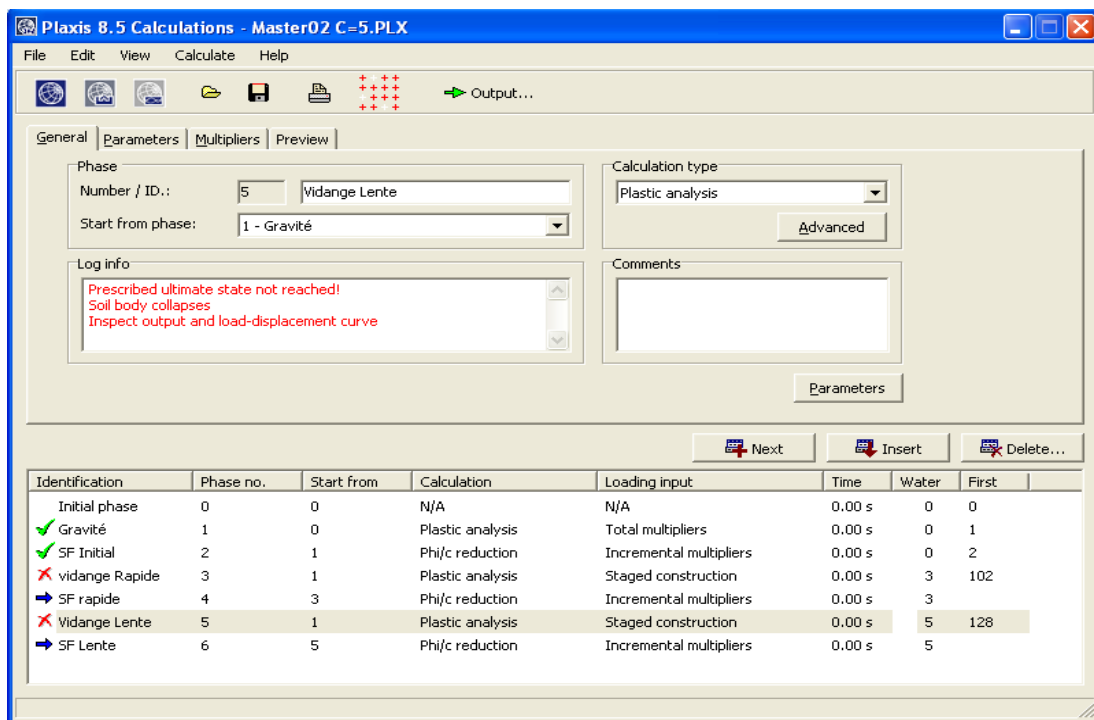 Plaxis 8.5 Calculations - Master02 C=5.PLX
File Edit View Calculate Help
Output...
General Parameters Multipliers Preview
Phase
Number / ID.: 5 Vidange Lente
Start from phase: 1 - Gravité
Calculation type
Plastic analysis
Advanced
Log info
Prescribed ultimate state not reached!
Soil body collapses
Inspect output and load-displacement curve
Comments
Parameters
Next Insert Delete...
Identification Phase no. Start from Calculation Loading input Time Water First
Initial phase 0 0 N/A N/A 0.00 s 0 0
Gravité 1 0 Plastic analysis Total multipliers 0.00 s 0 1
SF Initial 2 1 Phi/c reduction Incremental multipliers 0.00 s 0 2
vidange Rapide 3 1 Plastic analysis Staged construction 0.00 s 3 102
SF rapide 4 3 Phi/c reduction Incremental multipliers 0.00 s 3
Vidange Lente 5 1 Plastic analysis Staged construction 0.00 s 5 128
SF Lente 6 5 Phi/c reduction Incremental multipliers 0.00 s 5